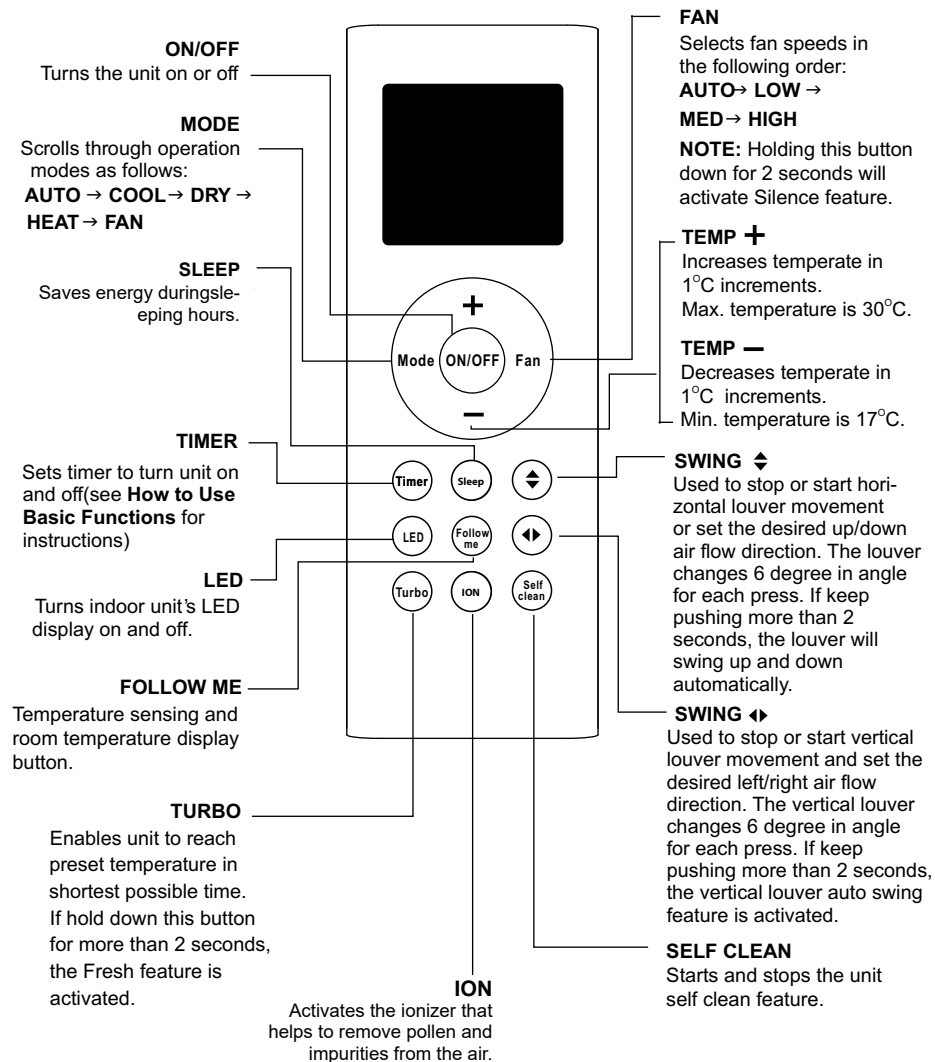 ON/OFF
Turns the unit on or off
MODE
Scrolls through operation
modes as follows:
AUTO → COOL → DRY →
HEAT → FAN
SLEEP
Saves energy duringsle-
eping hours.
TIMER
Sets timer to turn unit on
and off(see How to Use
Basic Functions for
instructions)
LED
Turns indoor unit's LED
display on and off.
FOLLOW ME
Temperature sensing and
room temperature display
button.
TURBO
Enables unit to reach
preset temperature in
shortest possible time.
If hold down this button
for more than 2 seconds,
the Fresh feature is
activated.
ION
Activates the ionizer that
helps to remove pollen and
impurities from the air.
+
Mode ON/OFF Fan
−
Timer Sleep
LED Follow me
Turbo ION Self clean
FAN
Selects fan speeds in
the following order:
AUTO → LOW →
MED → HIGH
NOTE: Holding this button
down for 2 seconds will
activate Silence feature.
TEMP +
Increases temperate in
1°C increments.
Max. temperature is 30°C.
TEMP −
Decreases temperate in
1°C increments.
Min. temperature is 17°C.
SWING
Used to stop or start hori-
zontal louver movement
or set the desired up/down
air flow direction. The louver
changes 6 degree in angle
for each press. If keep
pushing more than 2
seconds, the louver will
swing up and down
automatically.
SWING
Used to stop or start vertical
louver movement and set the
desired left/right air flow
direction. The vertical louver
changes 6 degree in angle
for each press. If keep
pushing more than 2 seconds,
the vertical louver auto swing
feature is activated.
SELF CLEAN
Starts and stops the unit
self clean feature.